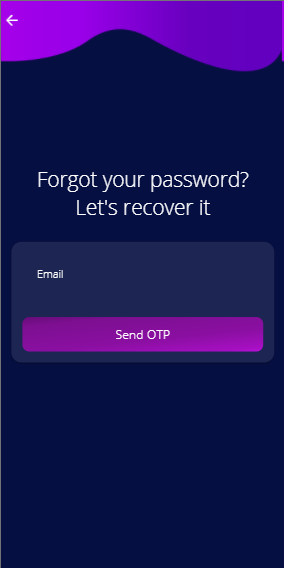 Forgot your password?
Let's recover it
Email
Send OTP